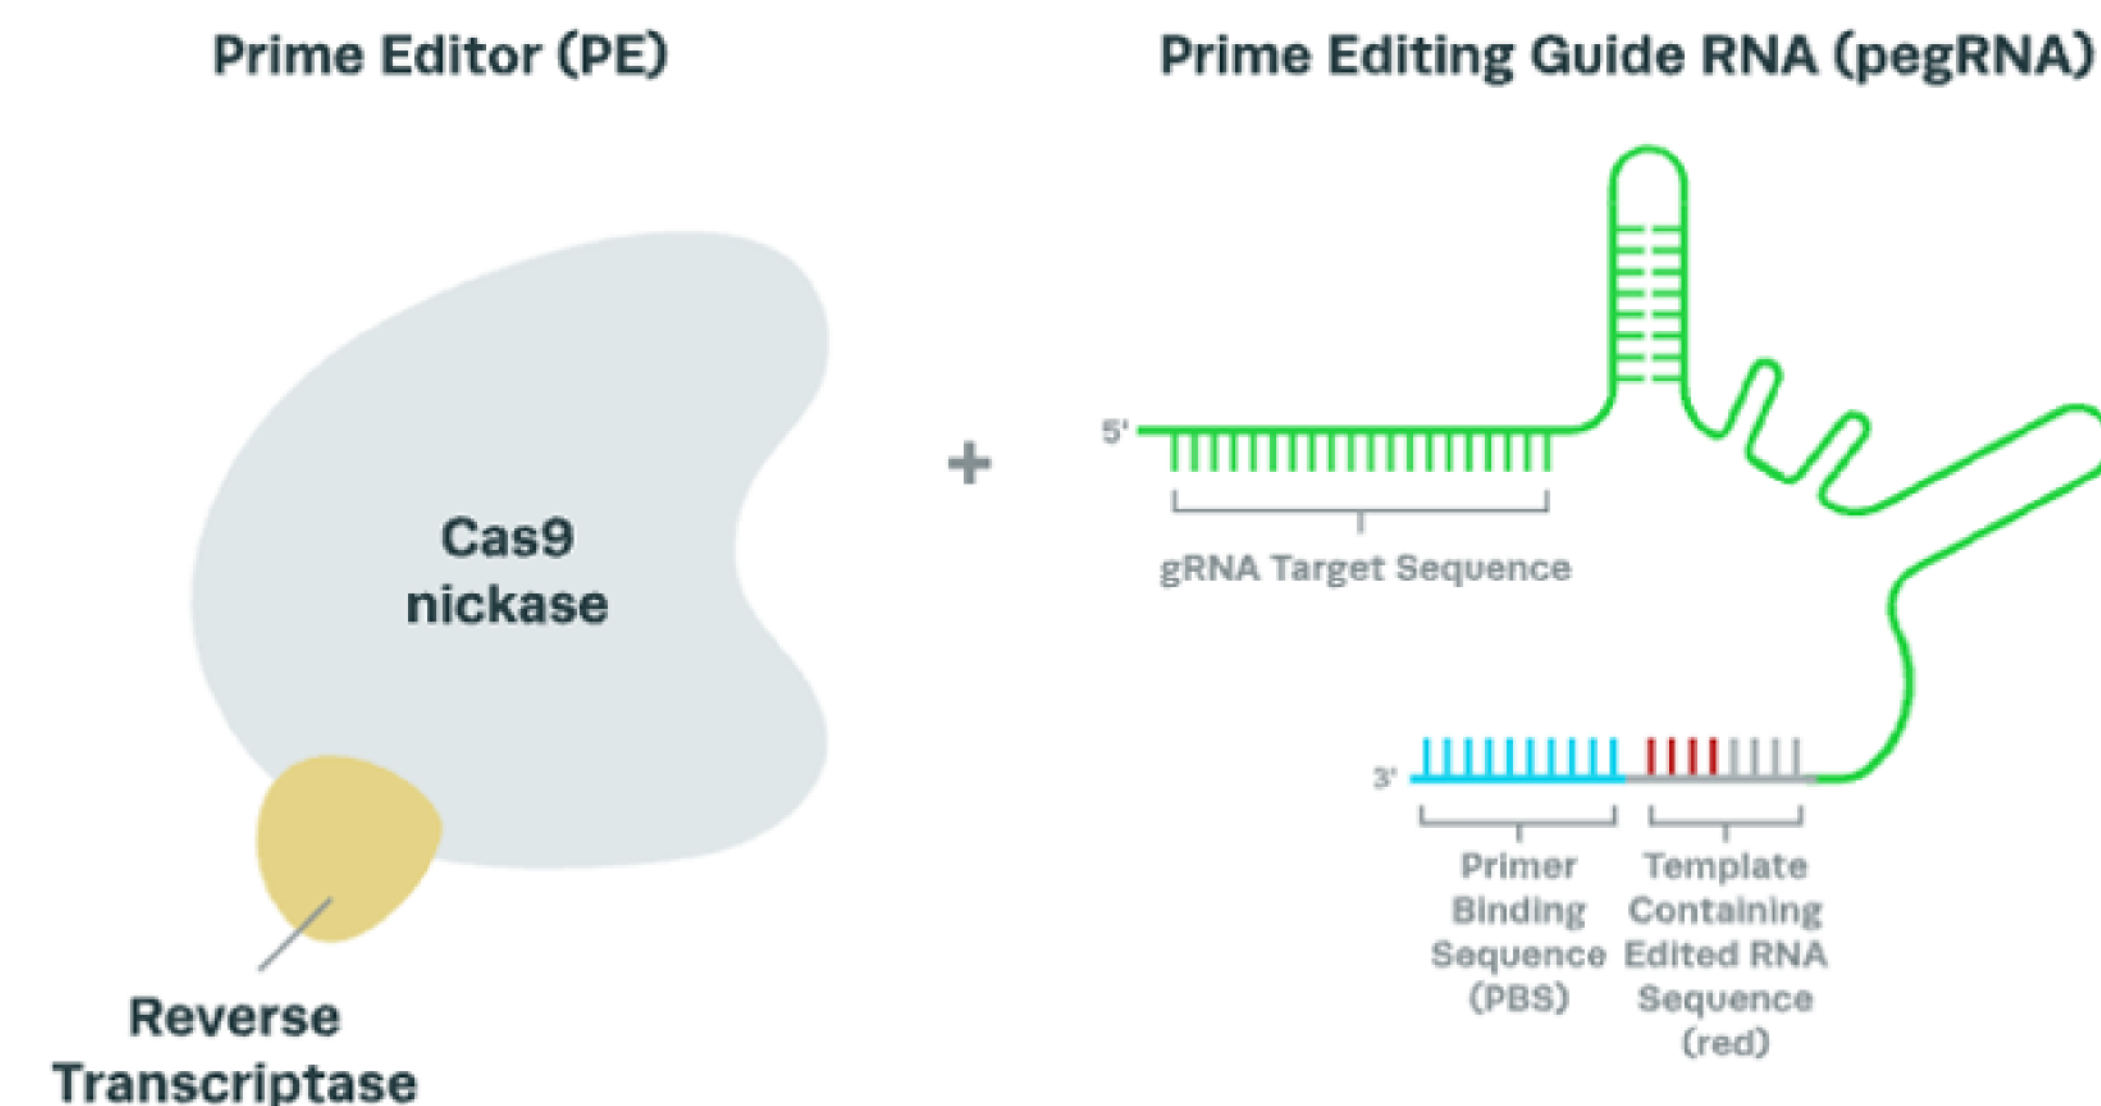 Prime Editor (PE)
Prime Editing Guide RNA (pegRNA)
Cas9
nickase
+
5'
gRNA Target Sequence
3'
Primer
Binding
Sequence
(PBS)
Template
Containing
Edited RNA
Sequence
(red)
Reverse
Transcriptase